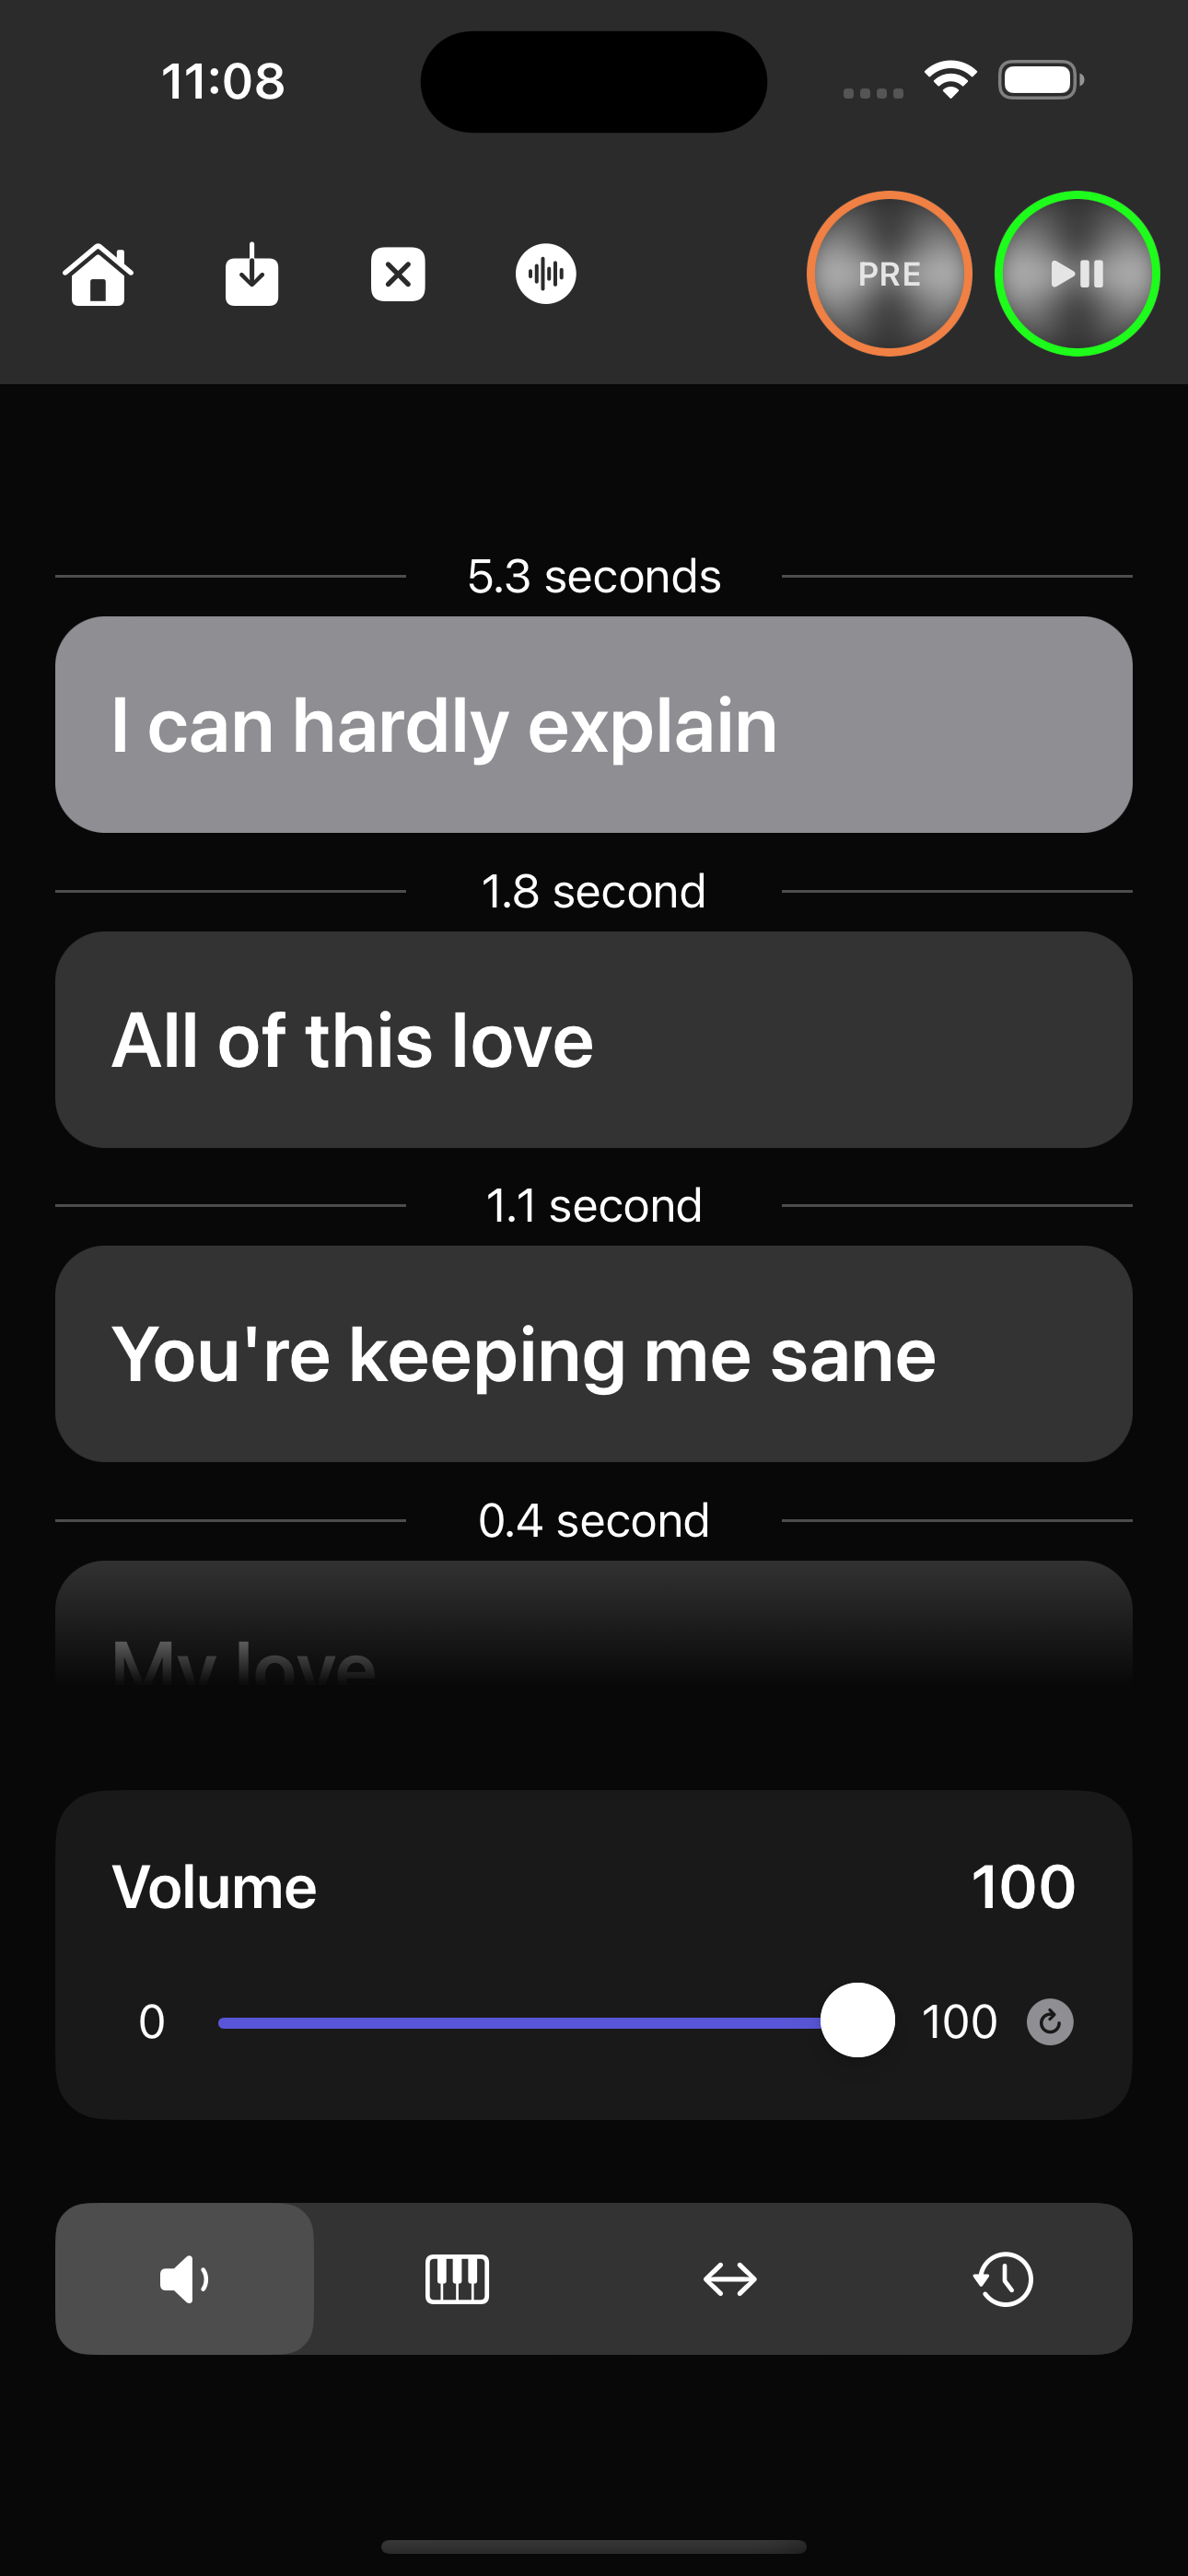 11:08
PRE
5.3 seconds
I can hardly explain
1.8 second
All of this love
1.1 second
You're keeping me sane
0.4 second
My love
Volume
100
0
100